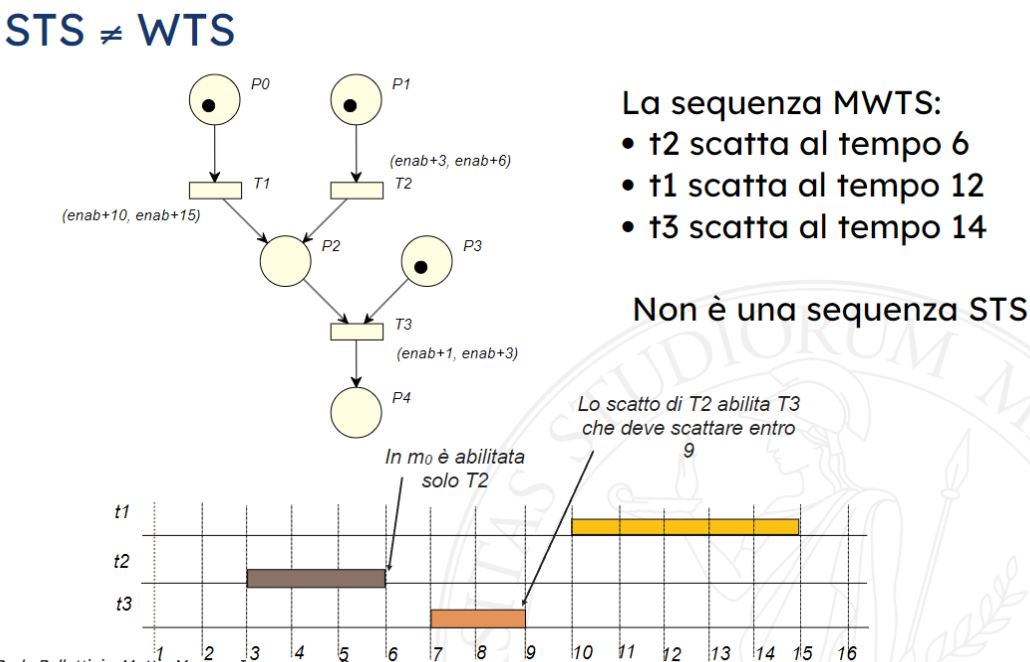 STS ≠ WTS
P0
P1
(enab+3, enab+6)
T1
T2
(enab+10, enab+15)
P2
P3
T3
(enab+1, enab+3)
P4
La sequenza MWTS:
• t2 scatta al tempo 6
• t1 scatta al tempo 12
• t3 scatta al tempo 14
Non è una sequenza STS
STUDIORUM M
Lo scatto di T2 abilita T3
che deve scattare entro
9
In m0 è abilitata
solo T2
t1
t2
t3
1 2 3 4 5 6 7 8 9 10 11 12 13 14 15 16